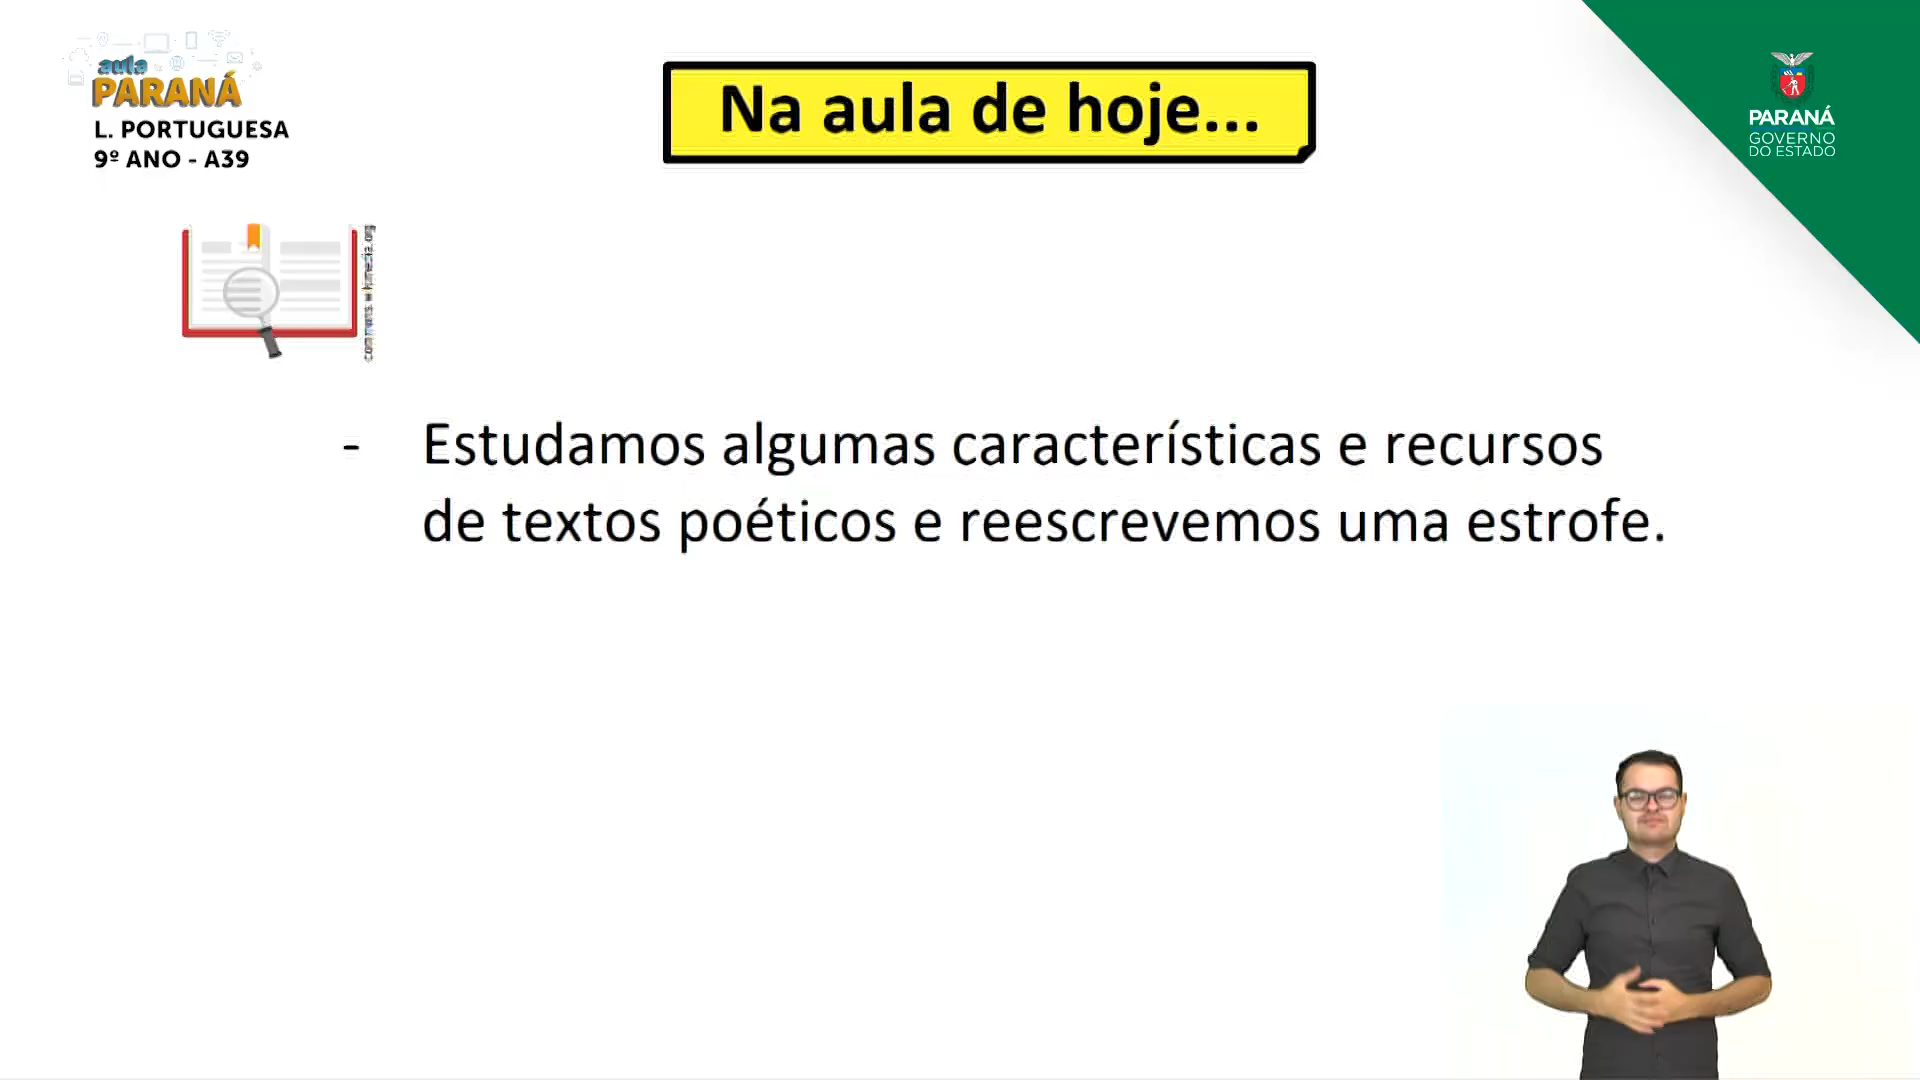 aula
PARANÁ
L. PORTUGUESA
9º ANO - A39
Na aula de hoje...
PARANÁ
GOVERNO
DO ESTADO
- Estudamos algumas características e recursos
de textos poéticos e reescrevemos uma estrofe.